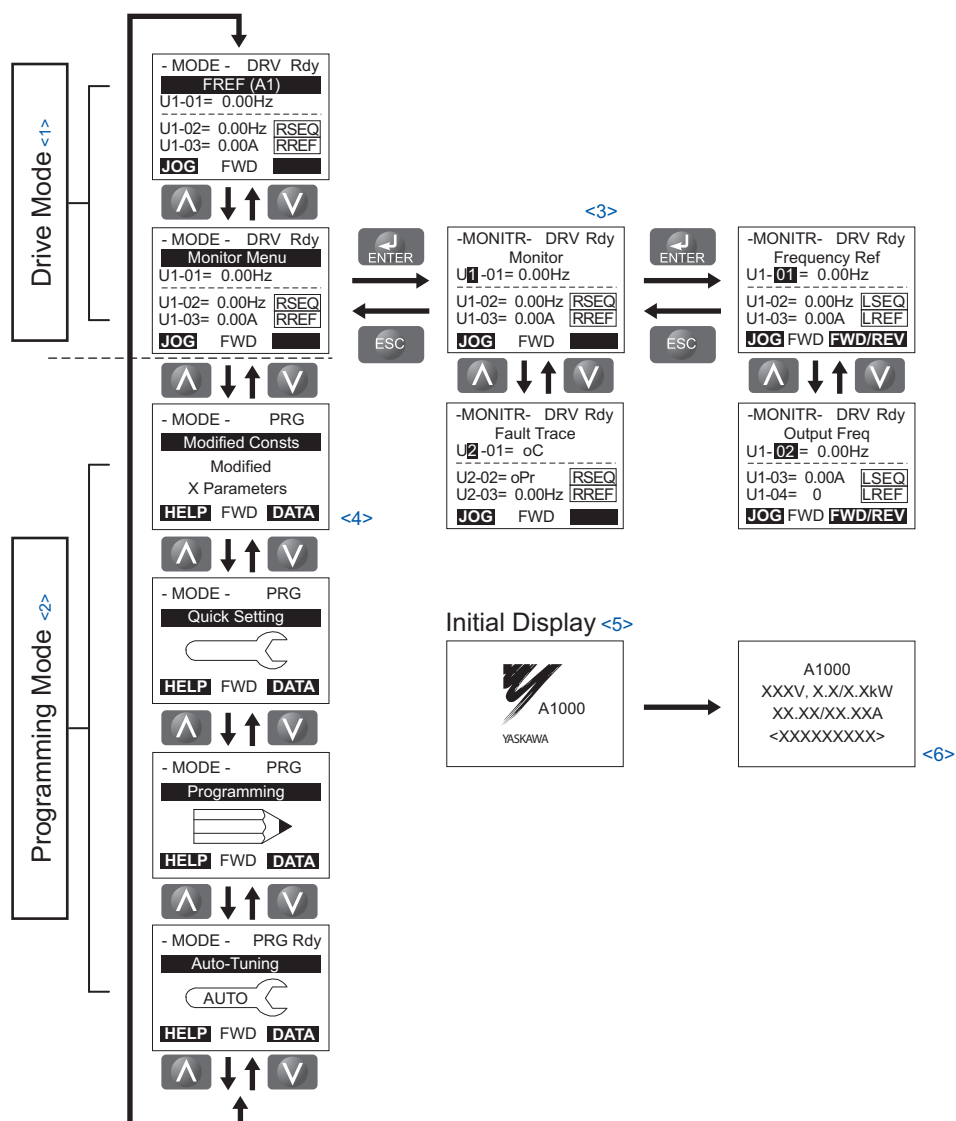 Drive Mode <1>
- MODE -   DRV Rdy
FREF (A1)
U1-01=  0.00Hz
U1-02=  0.00Hz RSEQ
U1-03=  0.00A RREF
JOG FWD
- MODE -   DRV Rdy
Monitor Menu
U1-01=  0.00Hz
U1-02=  0.00Hz RSEQ
U1-03=  0.00A RREF
JOG FWD
ENTER
ESC
<3>
-MONITR-   DRV Rdy
Monitor
U1 -01= 0.00Hz
U1-02=  0.00Hz RSEQ
U1-03=  0.00A RREF
JOG FWD
ENTER
ESC
-MONITR-   DRV Rdy
Frequency Ref
U1- 01 =  0.00Hz
U1-02=  0.00Hz LSEQ
U1-03=  0.00A LREF
JOG FWD FWD/REV
-MONITR-   DRV Rdy
Fault Trace
U2 -01=  oC
U2-02= oPr RSEQ
U2-03=  0.00Hz RREF
JOG FWD
-MONITR-   DRV Rdy
Output Freq
U1- 02 =  0.00Hz
U1-03=  0.00A LSEQ
U1-04=   0 LREF
JOG FWD FWD/REV
Programming Mode <2>
- MODE -   PRG
Modified Consts
Modified
X Parameters
HELP FWD DATA <4>
- MODE -   PRG
Quick Setting
HELP FWD DATA
- MODE -   PRG
Programming
HELP FWD DATA
- MODE -   PRG Rdy
Auto-Tuning
AUTO
HELP FWD DATA
Initial Display <5>
A1000
YASKAWA
A1000
XXXV, X.X/X.XkW
XX.XX/XX.XXA
<XXXXXXXXX>
<6>